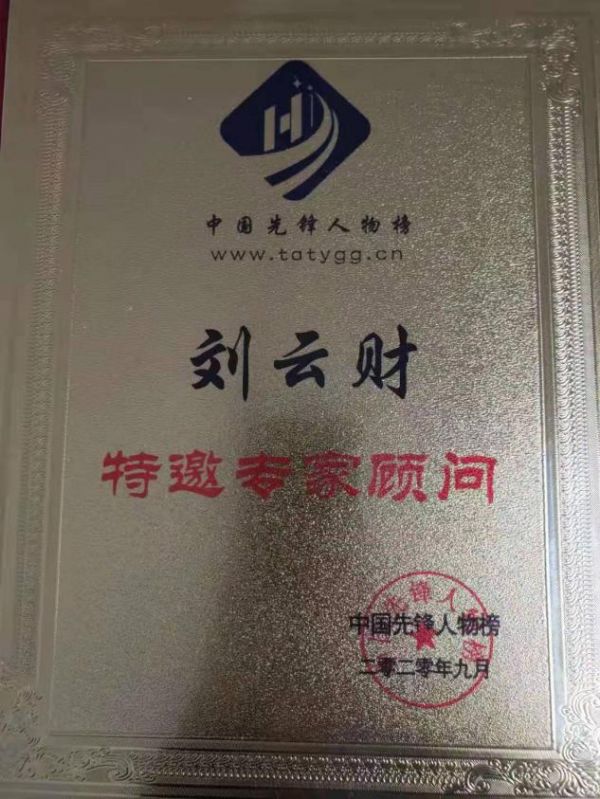 中国先锋人物榜
www.tatygg.cn
刘云财
特邀专家顾问
中国先锋人物榜
二零二零年九月